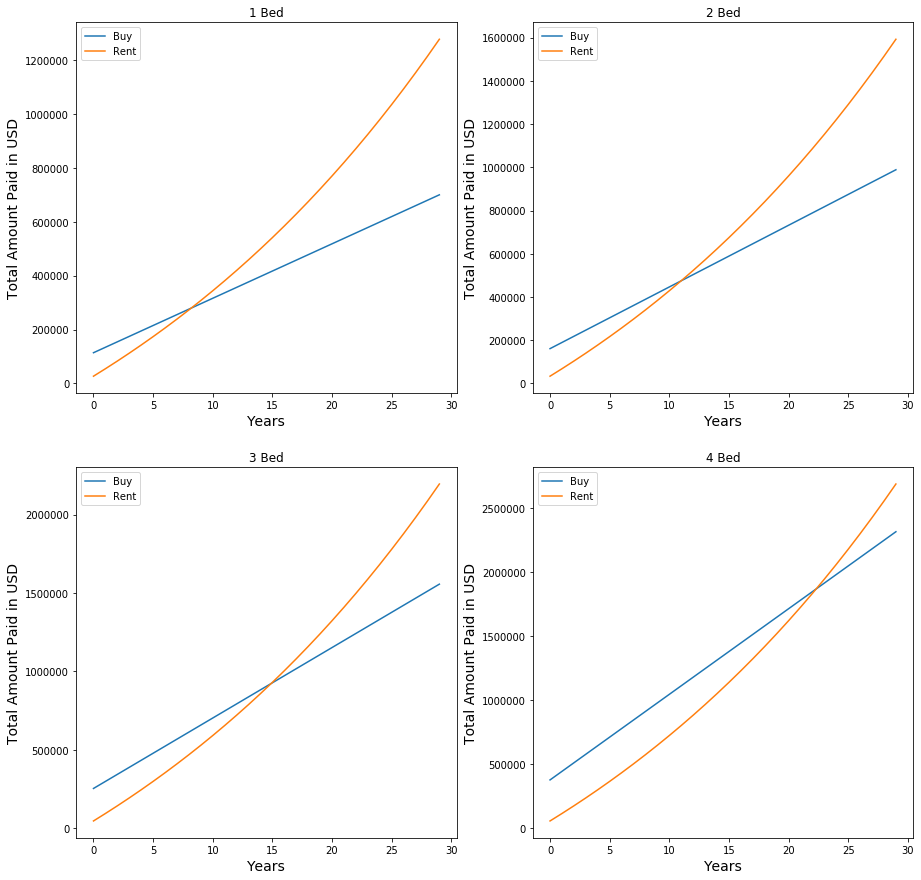 1 Bed
Buy
Rent
Total Amount Paid in USD
1200000
1000000
800000
600000
400000
200000
0
0 5 10 15 20 25 30
Years
2 Bed
Buy
Rent
Total Amount Paid in USD
1600000
1400000
1200000
1000000
800000
600000
400000
200000
0
0 5 10 15 20 25 30
Years
3 Bed
Buy
Rent
Total Amount Paid in USD
2000000
1500000
1000000
500000
0
0 5 10 15 20 25 30
Years
4 Bed
Buy
Rent
Total Amount Paid in USD
2500000
2000000
1500000
1000000
500000
0
0 5 10 15 20 25 30
Years